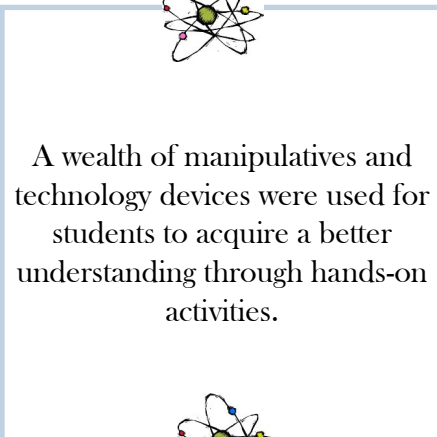 A wealth of manipulatives and
technology devices were used for
students to acquire a better
understanding through hands-on
activities.